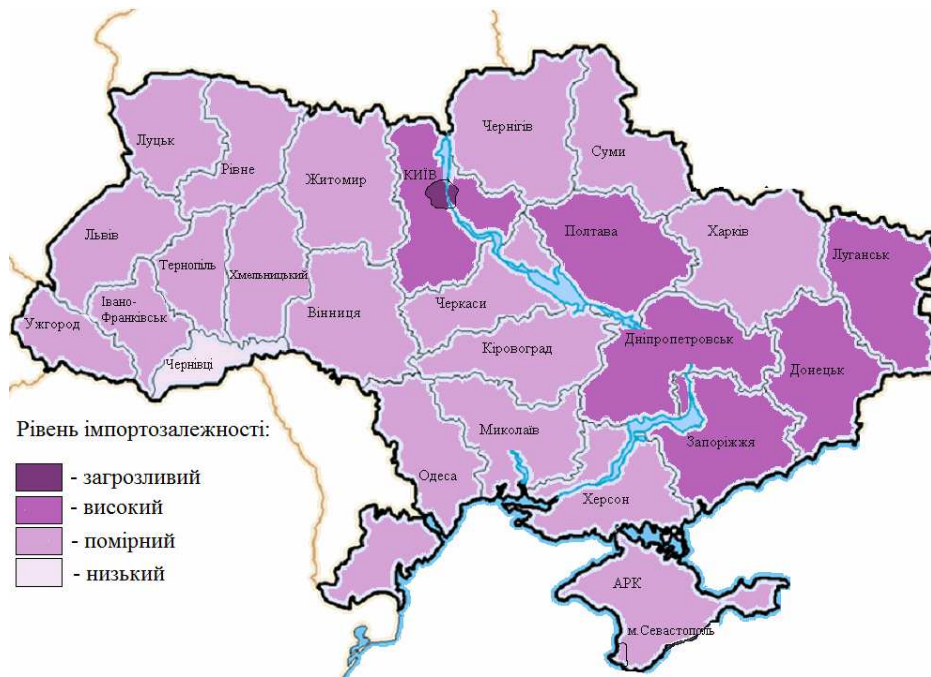 Чернігів
Луцьк
Суми
Рівне
КИЇВ
Житомир
Львів
Полтава
Харків
Луганськ
Тернопіль
Хмельницький
Івано-
Франківськ
Вінниця
Черкаси
Ужгород
Дніпропетровськ
Кіровоград
Чернівці
Донецьк
Рівень імпортозалежності:
Миколаїв
Запоріжжя
Одеса
- загрозливий
Херсон
- високий
- помірний
- низький
АРК
м.Севастополь